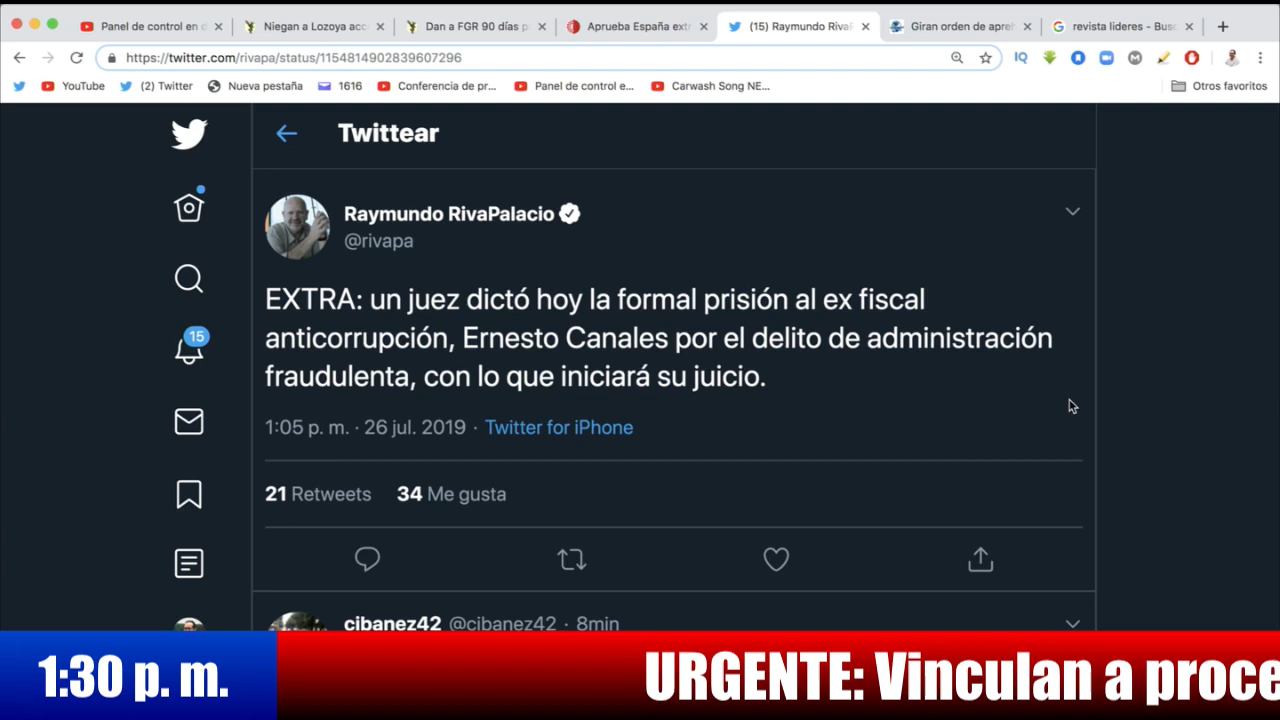 Panel de control en d
Niegan a Lozoya acc
Dan a FGR 90 días p
Aprueba España extr
(15) Raymundo RivaP
Giran orden de apreh
revista lideres - Busc
https://twitter.com/rivapa/status/1154814902839607296
IQ
YouTube
(2) Twitter
Nueva pestaña
1616
Conferencia de pr...
Panel de control e...
Carwash Song NE...
Otros favoritos
Twittear
Raymundo RivaPalacio
@rivapa
EXTRA: un juez dictó hoy la formal prisión al ex fiscal
anticorrupción, Ernesto Canales por el delito de administración
fraudulenta, con lo que iniciará su juicio.
1:05 p. m. · 26 jul. 2019 · Twitter for iPhone
15
21 Retweets 34 Me gusta
cibanez42 @cibanez42 · 8min
1:30 p. m.
URGENTE: Vinculan a proce